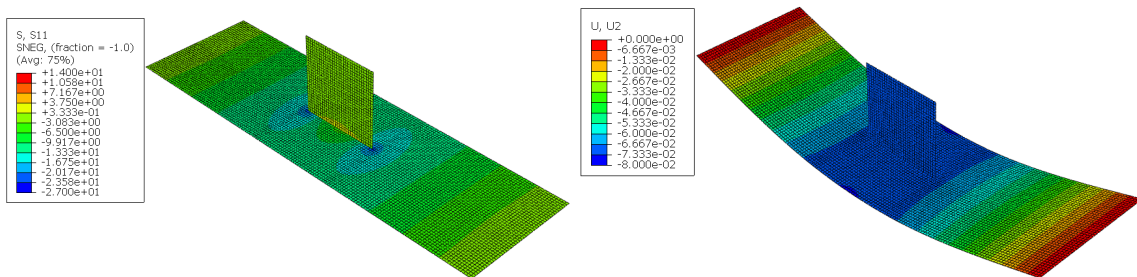 S, S11
SNEG, (fraction = -1.0)
(Avg: 75%)
+1.400e+01
+1.058e+01
+7.167e+00
+3.750e+00
+3.333e-01
-3.083e+00
-6.500e+00
-9.917e+00
-1.333e+01
-1.675e+01
-2.017e+01
-2.358e+01
-2.700e+01
U, U2
+0.000e+00
-6.667e-03
-1.333e-02
-2.000e-02
-2.667e-02
-3.333e-02
-4.000e-02
-4.667e-02
-5.333e-02
-6.000e-02
-6.667e-02
-7.333e-02
-8.000e-02